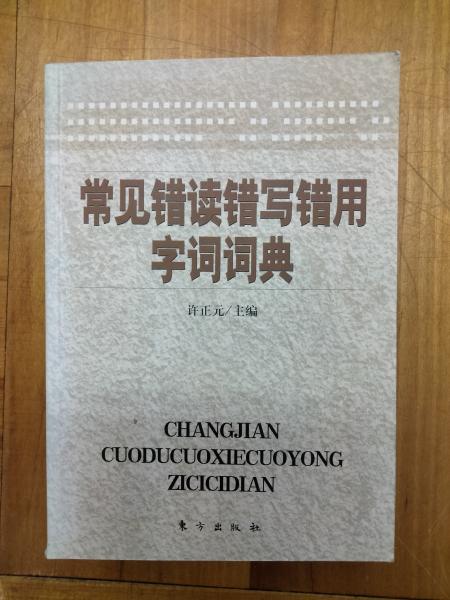 常见错读错写错用
字词词典
许正元/主编
CHANGJIAN
CUODUCUOXIECUOYONG
ZICICIDIAN
东方出版社